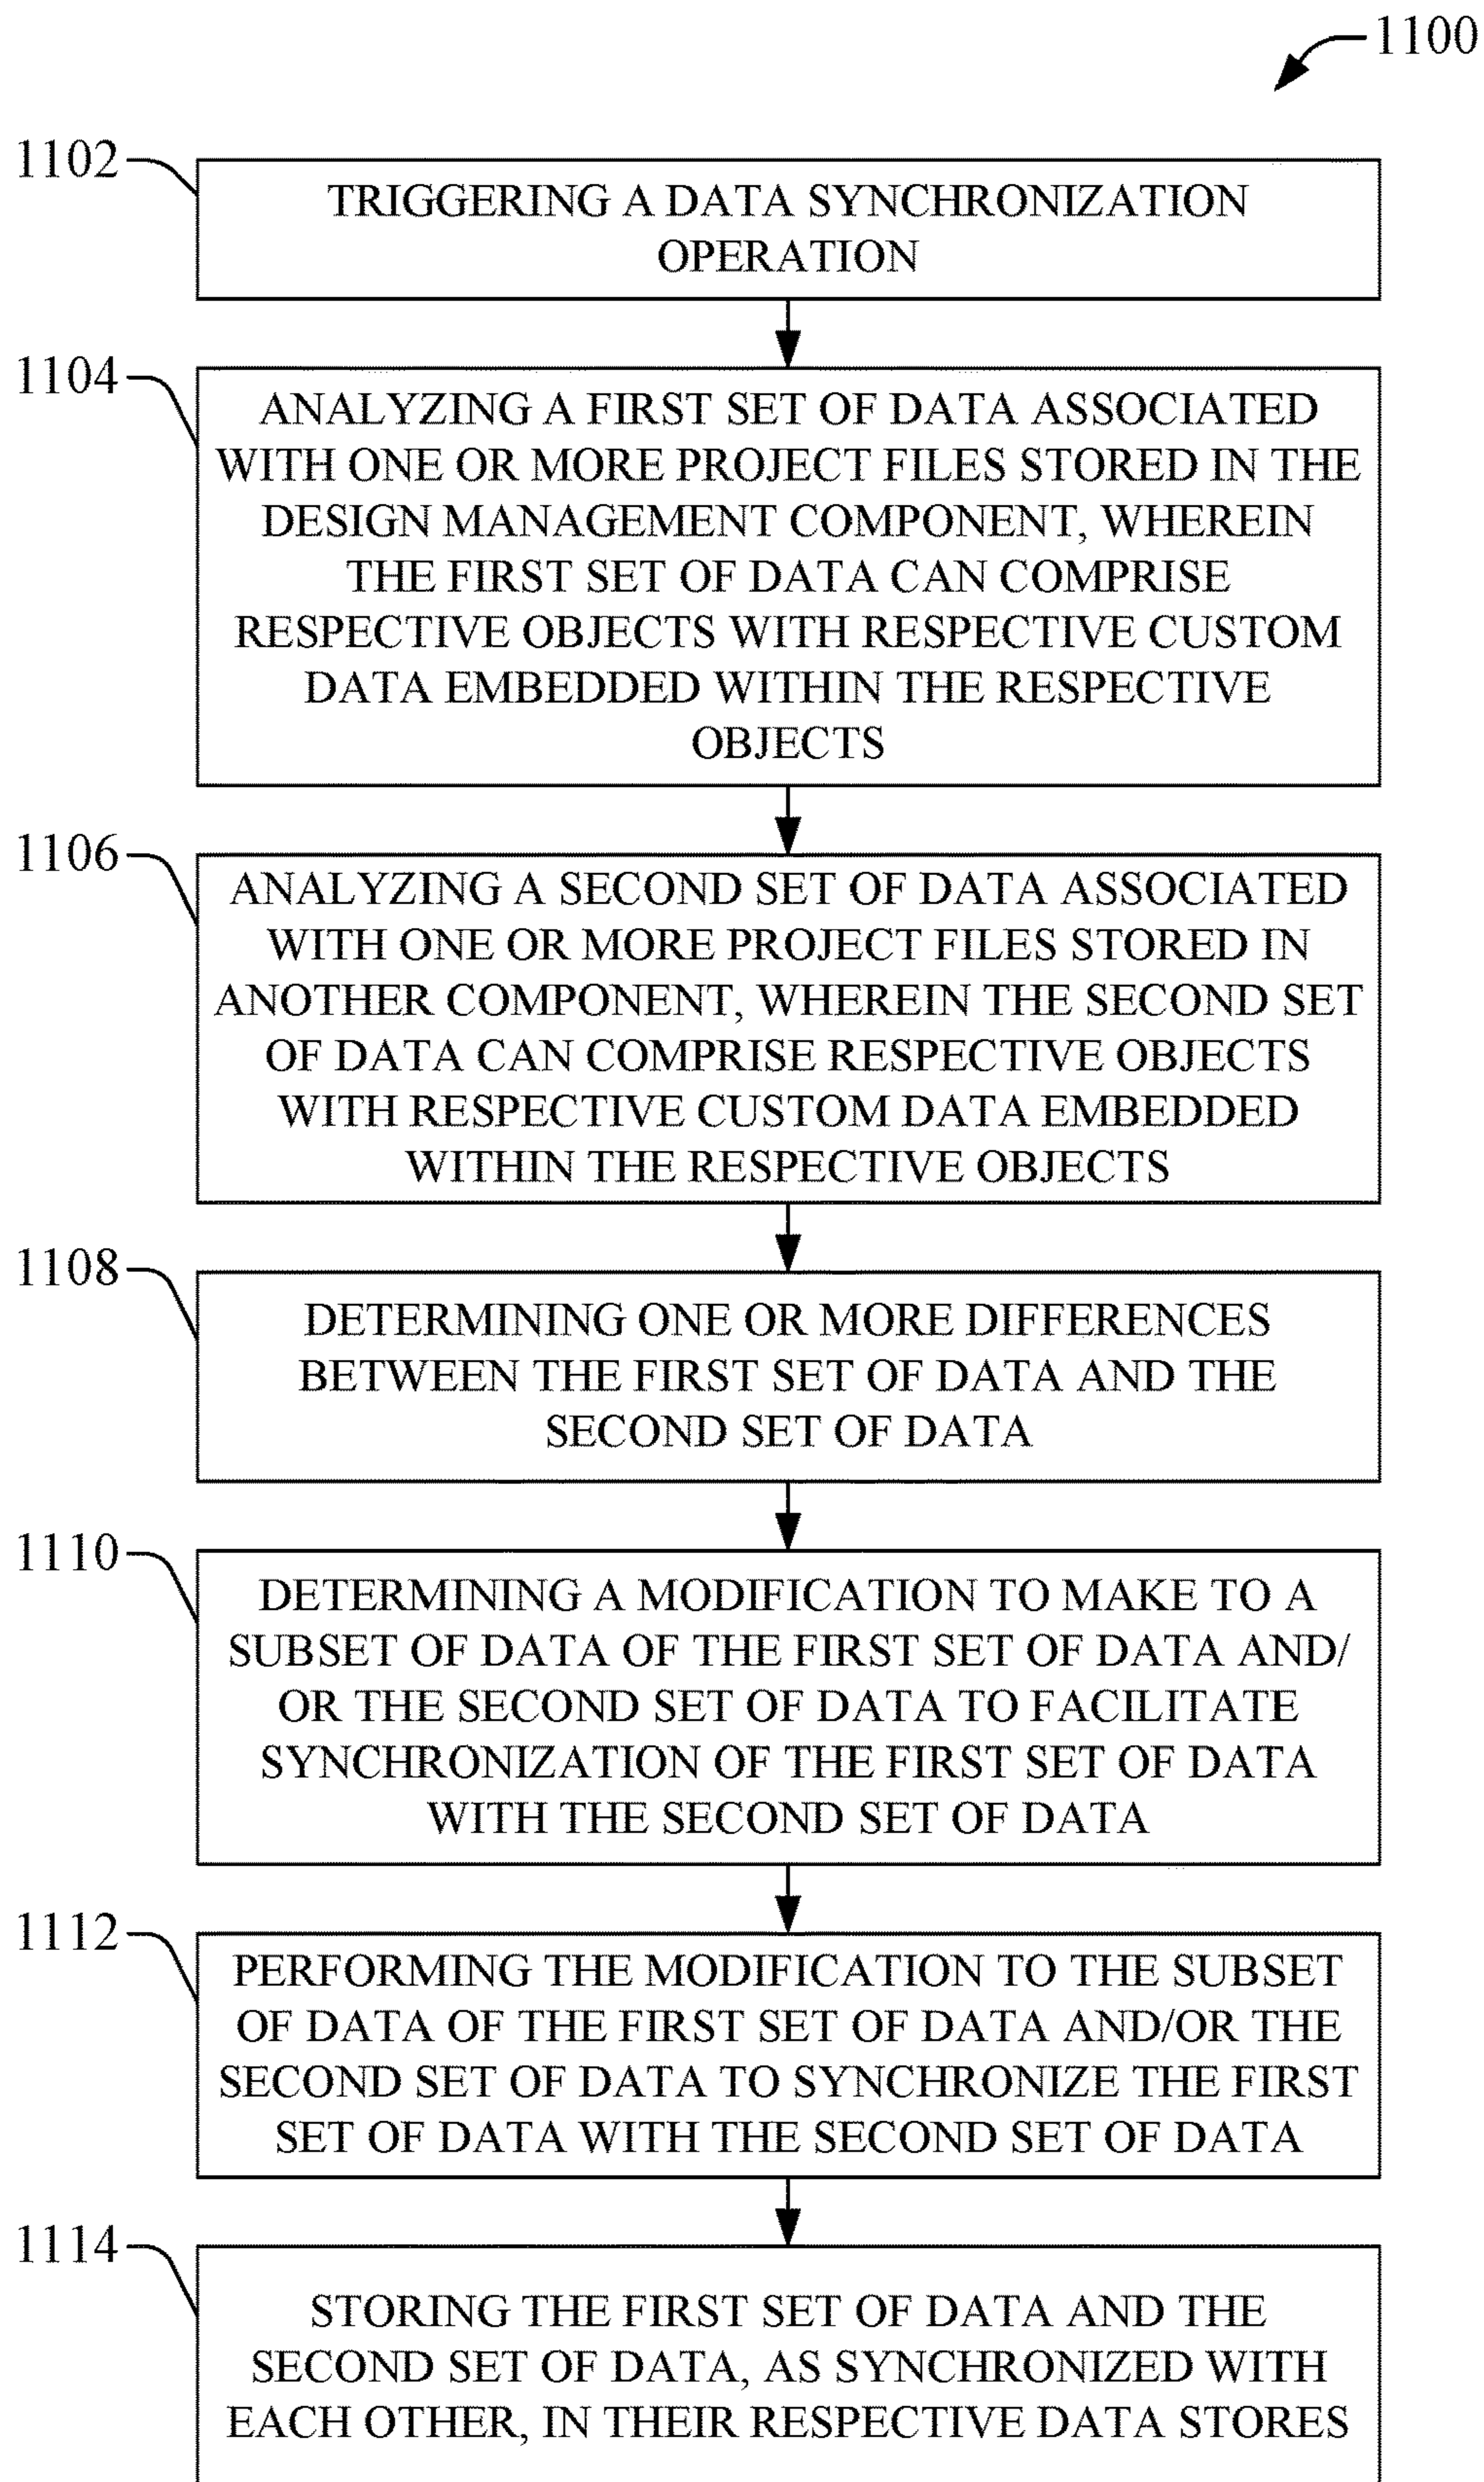 1100
1102
TRIGGERING A DATA SYNCHRONIZATION
OPERATION
1104
ANALYZING A FIRST SET OF DATA ASSOCIATED
WITH ONE OR MORE PROJECT FILES STORED IN THE
DESIGN MANAGEMENT COMPONENT, WHEREIN
THE FIRST SET OF DATA CAN COMPRISE
RESPECTIVE OBJECTS WITH RESPECTIVE CUSTOM
DATA EMBEDDED WITHIN THE RESPECTIVE
OBJECTS
1106
ANALYZING A SECOND SET OF DATA ASSOCIATED
WITH ONE OR MORE PROJECT FILES STORED IN
ANOTHER COMPONENT, WHEREIN THE SECOND SET
OF DATA CAN COMPRISE RESPECTIVE OBJECTS
WITH RESPECTIVE CUSTOM DATA EMBEDDED
WITHIN THE RESPECTIVE OBJECTS
1108
DETERMINING ONE OR MORE DIFFERENCES
BETWEEN THE FIRST SET OF DATA AND THE
SECOND SET OF DATA
1110
DETERMINING A MODIFICATION TO MAKE TO A
SUBSET OF DATA OF THE FIRST SET OF DATA AND/
OR THE SECOND SET OF DATA TO FACILITATE
SYNCHRONIZATION OF THE FIRST SET OF DATA
WITH THE SECOND SET OF DATA
1112
PERFORMING THE MODIFICATION TO THE SUBSET
OF DATA OF THE FIRST SET OF DATA AND/OR THE
SECOND SET OF DATA TO SYNCHRONIZE THE FIRST
SET OF DATA WITH THE SECOND SET OF DATA
1114
STORING THE FIRST SET OF DATA AND THE
SECOND SET OF DATA, AS SYNCHRONIZED WITH
EACH OTHER, IN THEIR RESPECTIVE DATA STORES